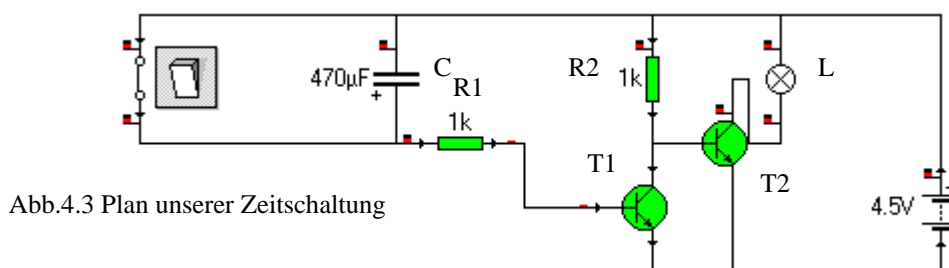 470µF
+
C
R1
1k
R2
1k
L
T1
T2
4.5V
Abb.4.3 Plan unserer Zeitschaltung